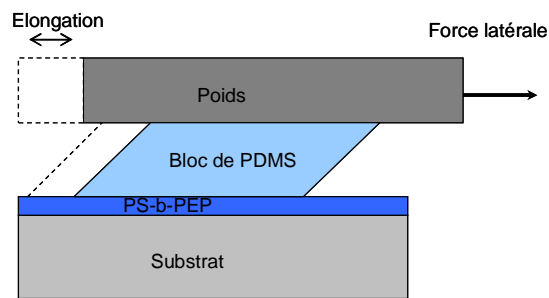 Elongation
Force latérale
Poids
Bloc de PDMS
PS-b-PEP
Substrat